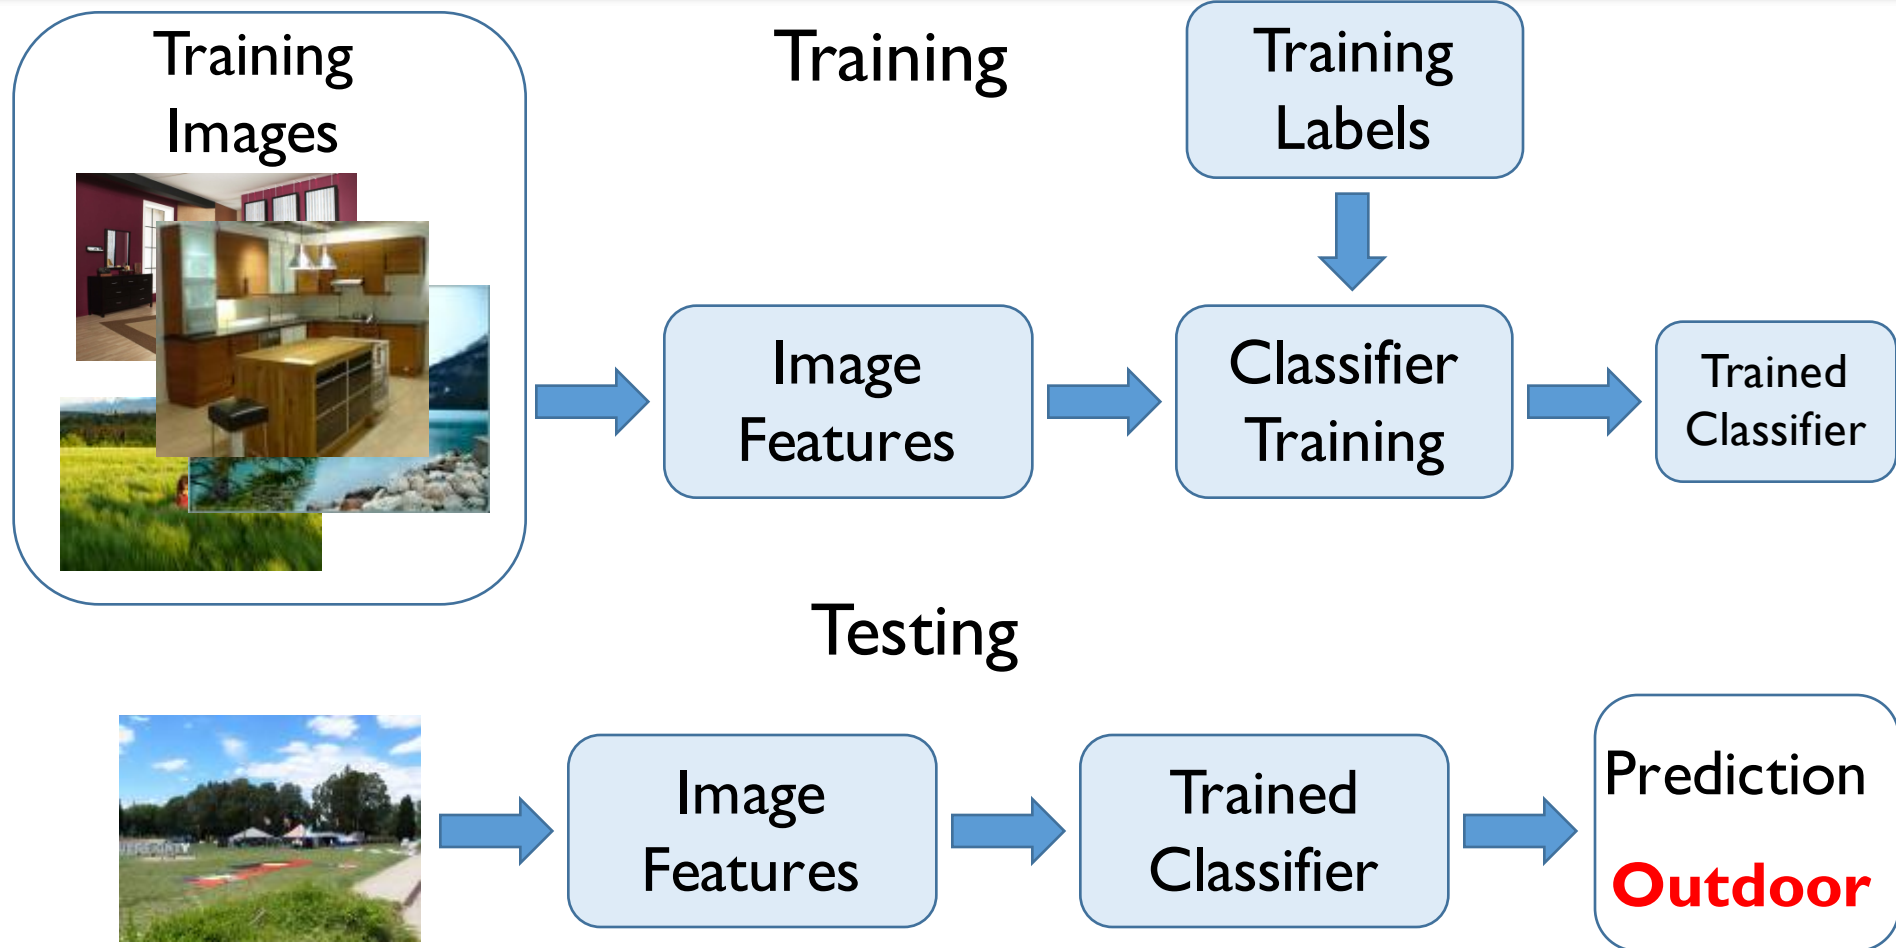 Training
Images
Training
Training
Labels
Image
Features
Classifier
Training
Trained
Classifier
Testing
Image
Features
Trained
Classifier
Prediction
Outdoor